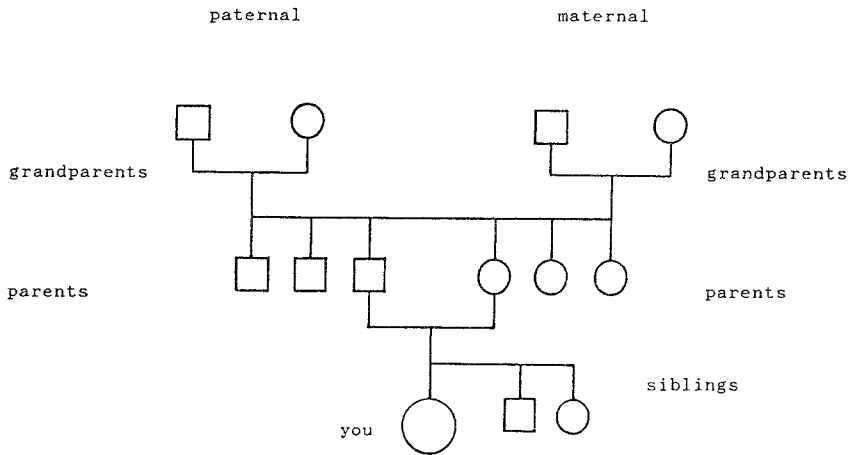 paternal
maternal
grandparents
grandparents
parents
parents
siblings
you